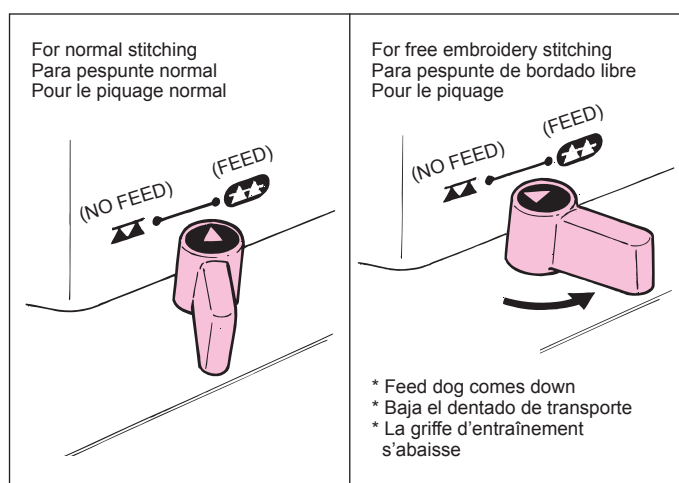 For normal stitching
Para pespunte normal
Pour le piquage normal
(NO FEED)
(FEED)
For free embroidery stitching
Para pespunte de bordado libre
Pour le piquage
(NO FEED)
(FEED)
* Feed dog comes down
* Baja el dentado de transporte
* La griffe d’entraînement
s’abaisse